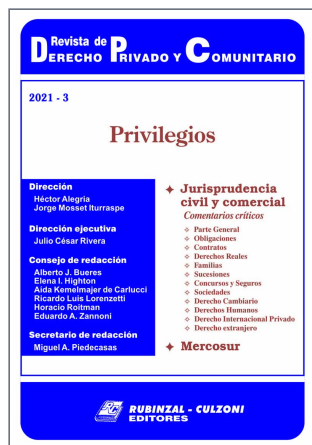 Revista de
DERECHO PRIVADO Y COMUNITARIO
2021 - 3
Privilegios
Dirección
Héctor Alegria
Jorge Mosset Iturraspe
Dirección ejecutiva
Julio César Rivera
Consejo de redacción
Alberto J. Bueres
Elena I. Highton
Aída Kemelmajer de Carlucci
Ricardo Luis Lorenzetti
Horacio Roitman
Eduardo A. Zannoni
Secretario de redacción
Miguel A. Piedecasas
Jurisprudencia
civil y comercial
Comentarios críticos
Parte General
Obligaciones
Contratos
Derechos Reales
Familias
Sucesiones
Concursos y Seguros
Sociedades
Derecho Cambiario
Derechos Humanos
Derecho Internacional Privado
Derecho extranjero
Mercosur
RUBINZAL - CULZONI
EDITORES